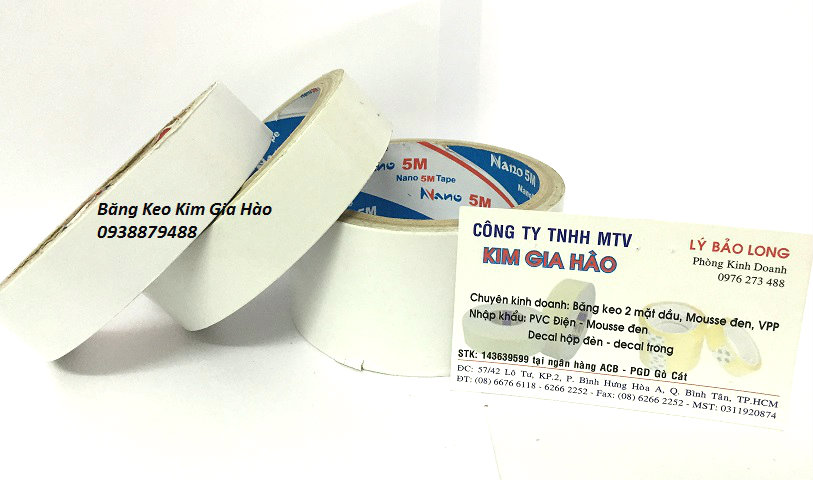 Băng Keo Kim Gia Hào
0938879488
Tape
Nano 5M
Nano 5M Tape
Nano 5M
Nano 5M
Nano
CÔNG TY TNHH MTV
KIM GIA HÀO
LÝ BẢO LONG
Phòng Kinh Doanh
0976 273 488
Chuyên kinh doanh: Băng keo 2 mặt dầu, Mousse đen, VPP
Nhập khẩu: PVC Điện - Mousse đen
Decal hộp đèn - decal trong
STK: 143639599 tại ngân hàng ACB - PGD Gò Cát
ĐC: 57/42 Lô Tư, KP.2, P. Bình Hưng Hòa A, Q. Bình Tân, TP.HCM
ĐT: (08) 6676 6118 - 6266 2252 - Fax: (08) 6266 2252 - MST: 0311920874